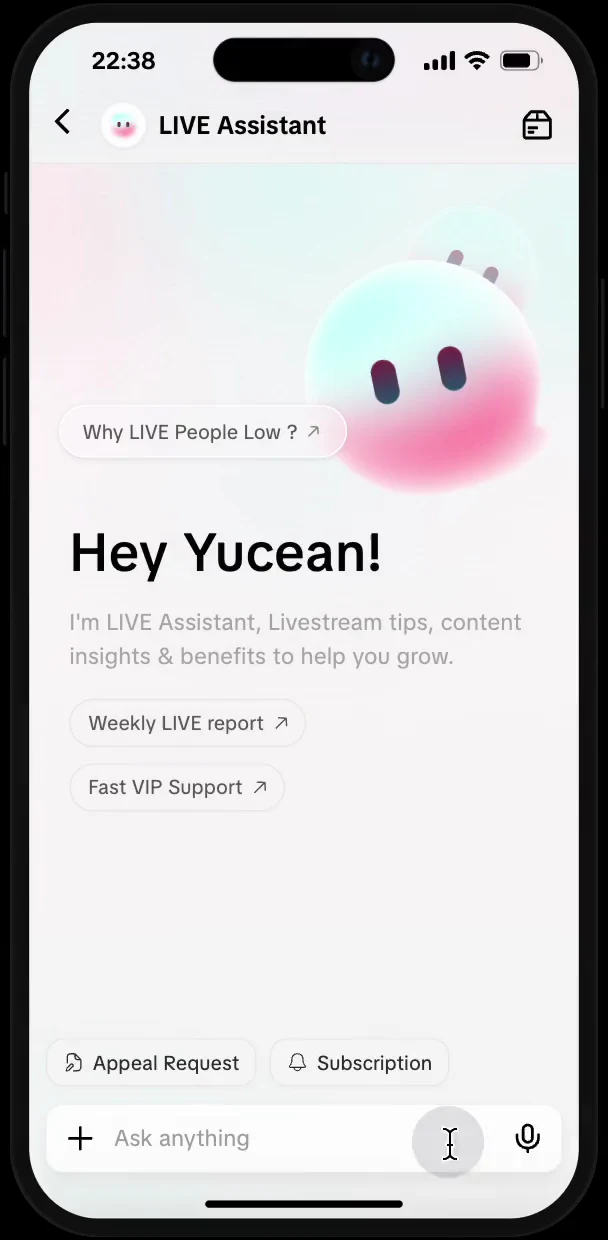 22:38
LIVE Assistant
Why LIVE People Low ?
Hey Yucean!
I'm LIVE Assistant, Livestream tips, content
insights & benefits to help you grow.
Weekly LIVE report
Fast VIP Support
Appeal Request
Subscription
Ask anything